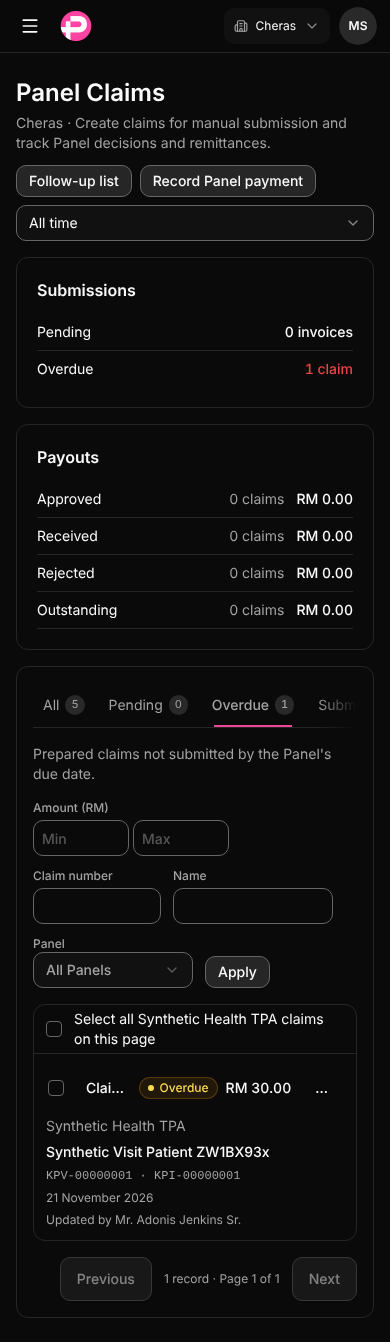 Cheras
MS
Panel Claims
Cheras · Create claims for manual submission and
track Panel decisions and remittances.
Follow-up list
Record Panel payment
All time
Submissions
Pending 0 invoices
Overdue 1 claim
Payouts
Approved 0 claims RM 0.00
Received 0 claims RM 0.00
Rejected 0 claims RM 0.00
Outstanding 0 claims RM 0.00
All 5 Pending 0 Overdue 1 Subm
Prepared claims not submitted by the Panel's
due date.
Amount (RM)
Min Max
Claim number Name
Panel
All Panels Apply
Select all Synthetic Health TPA claims
on this page
Clai... Overdue RM 30.00 ...
Synthetic Health TPA
Synthetic Visit Patient ZW1BX93x
KPV-00000001 · KPI-00000001
21 November 2026
Updated by Mr. Adonis Jenkins Sr.
Previous 1 record · Page 1 of 1 Next